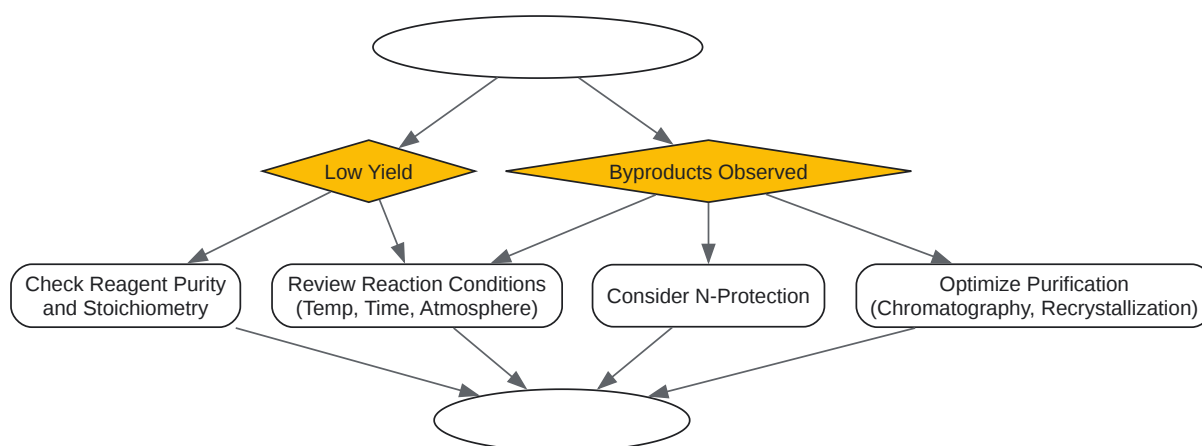 Low Yield
Byproducts Observed
Check Reagent Purity
and Stoichiometry
Review Reaction Conditions
(Temp, Time, Atmosphere)
Consider N-Protection
Optimize Purification
(Chromatography, Recrystallization)